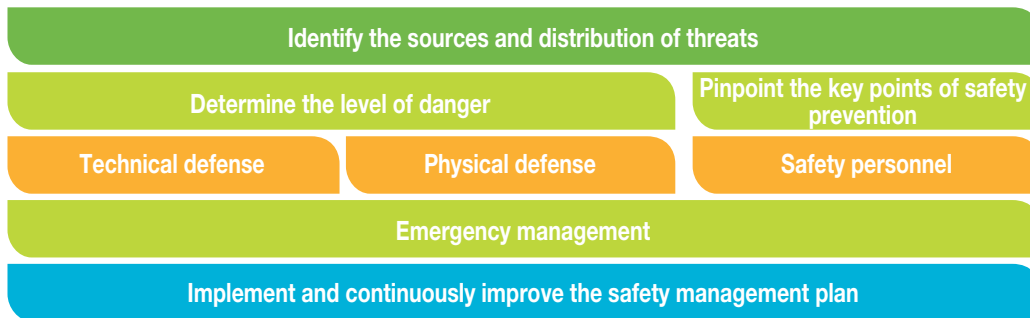 Identify the sources and distribution of threats
Determine the level of danger
Pinpoint the key points of safety
prevention
Technical defense
Physical defense
Safety personnel
Emergency management
Implement and continuously improve the safety management plan